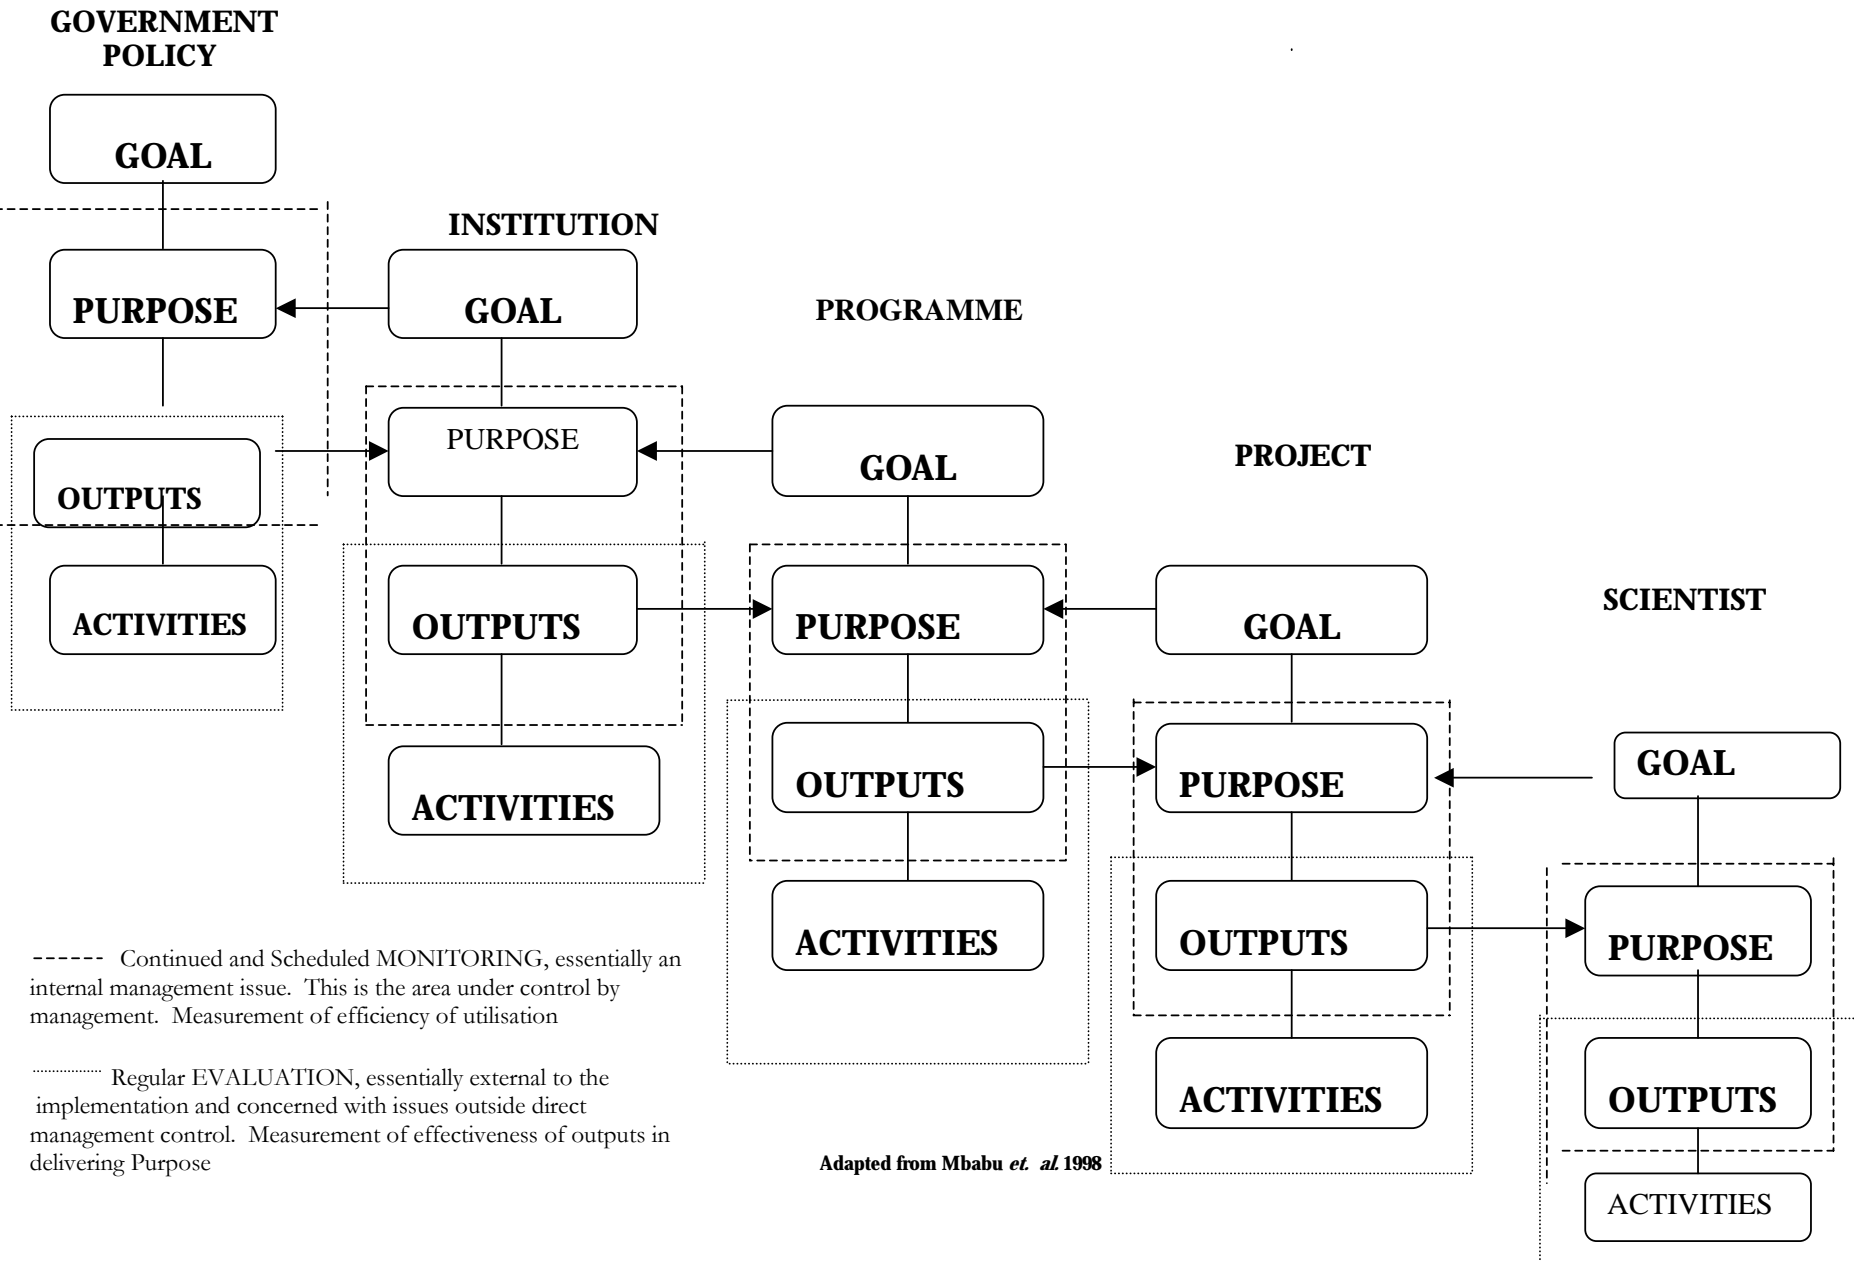 GOVERNMENT
POLICY
GOAL
PURPOSE
OUTPUTS
ACTIVITIES
INSTITUTION
GOAL
PURPOSE
OUTPUTS
ACTIVITIES
PROGRAMME
GOAL
PURPOSE
OUTPUTS
ACTIVITIES
PROJECT
GOAL
PURPOSE
OUTPUTS
ACTIVITIES
SCIENTIST
GOAL
PURPOSE
OUTPUTS
ACTIVITIES
------ Continued and Scheduled MONITORING, essentially an
internal management issue. This is the area under control by
management. Measurement of efficiency of utilisation
.................. Regular EVALUATION, essentially external to the
implementation and concerned with issues outside direct
management control. Measurement of effectiveness of outputs in
delivering Purpose
Adapted from Mbabu et. al. 1998